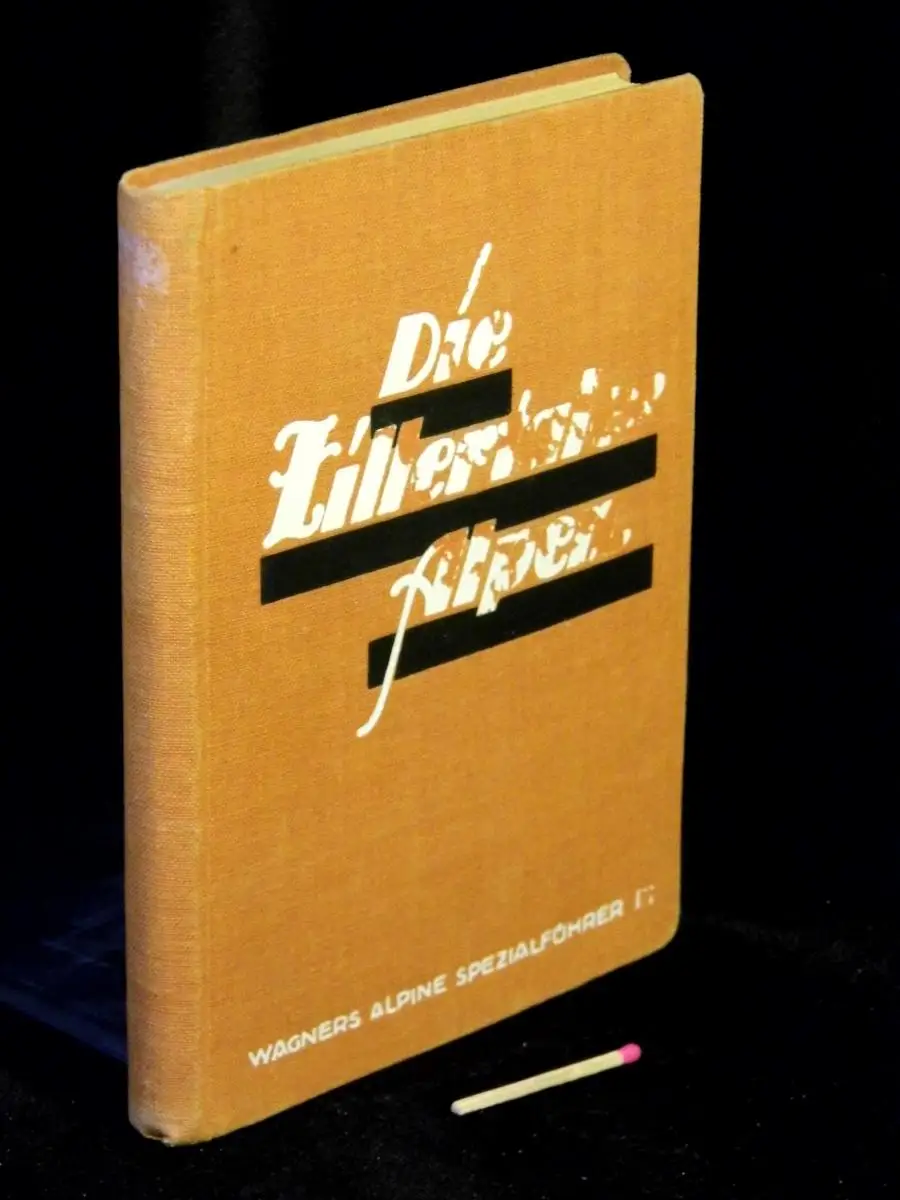 Die
Zillertaler
Alpen
WAGNERS ALPINE SPEZIALFÜHRER